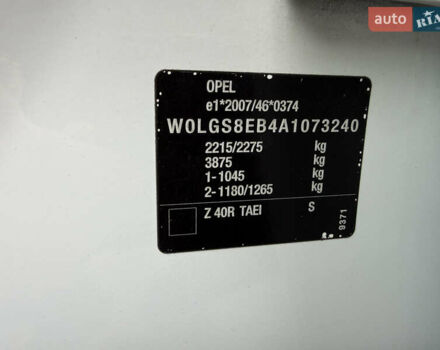 auto RIA
OPEL
e1*2007/46*0374
W0LGS8EB4A1073240
2215/2275 kg
3875 kg
1-1045 kg
2-1180/1265 kg
Z 40R TAEI S
9371